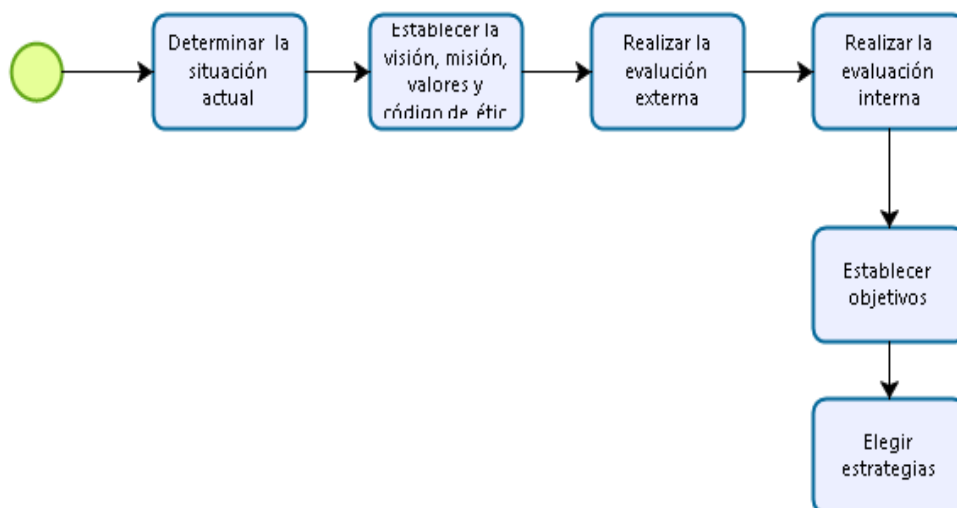 Determinar la
situación
actual
Establecer la
visión, misión,
valores y
código de étic
Realizar la
evalución
externa
Realizar la
evaluación
interna
Establecer
objetivos
Elegir
estrategias